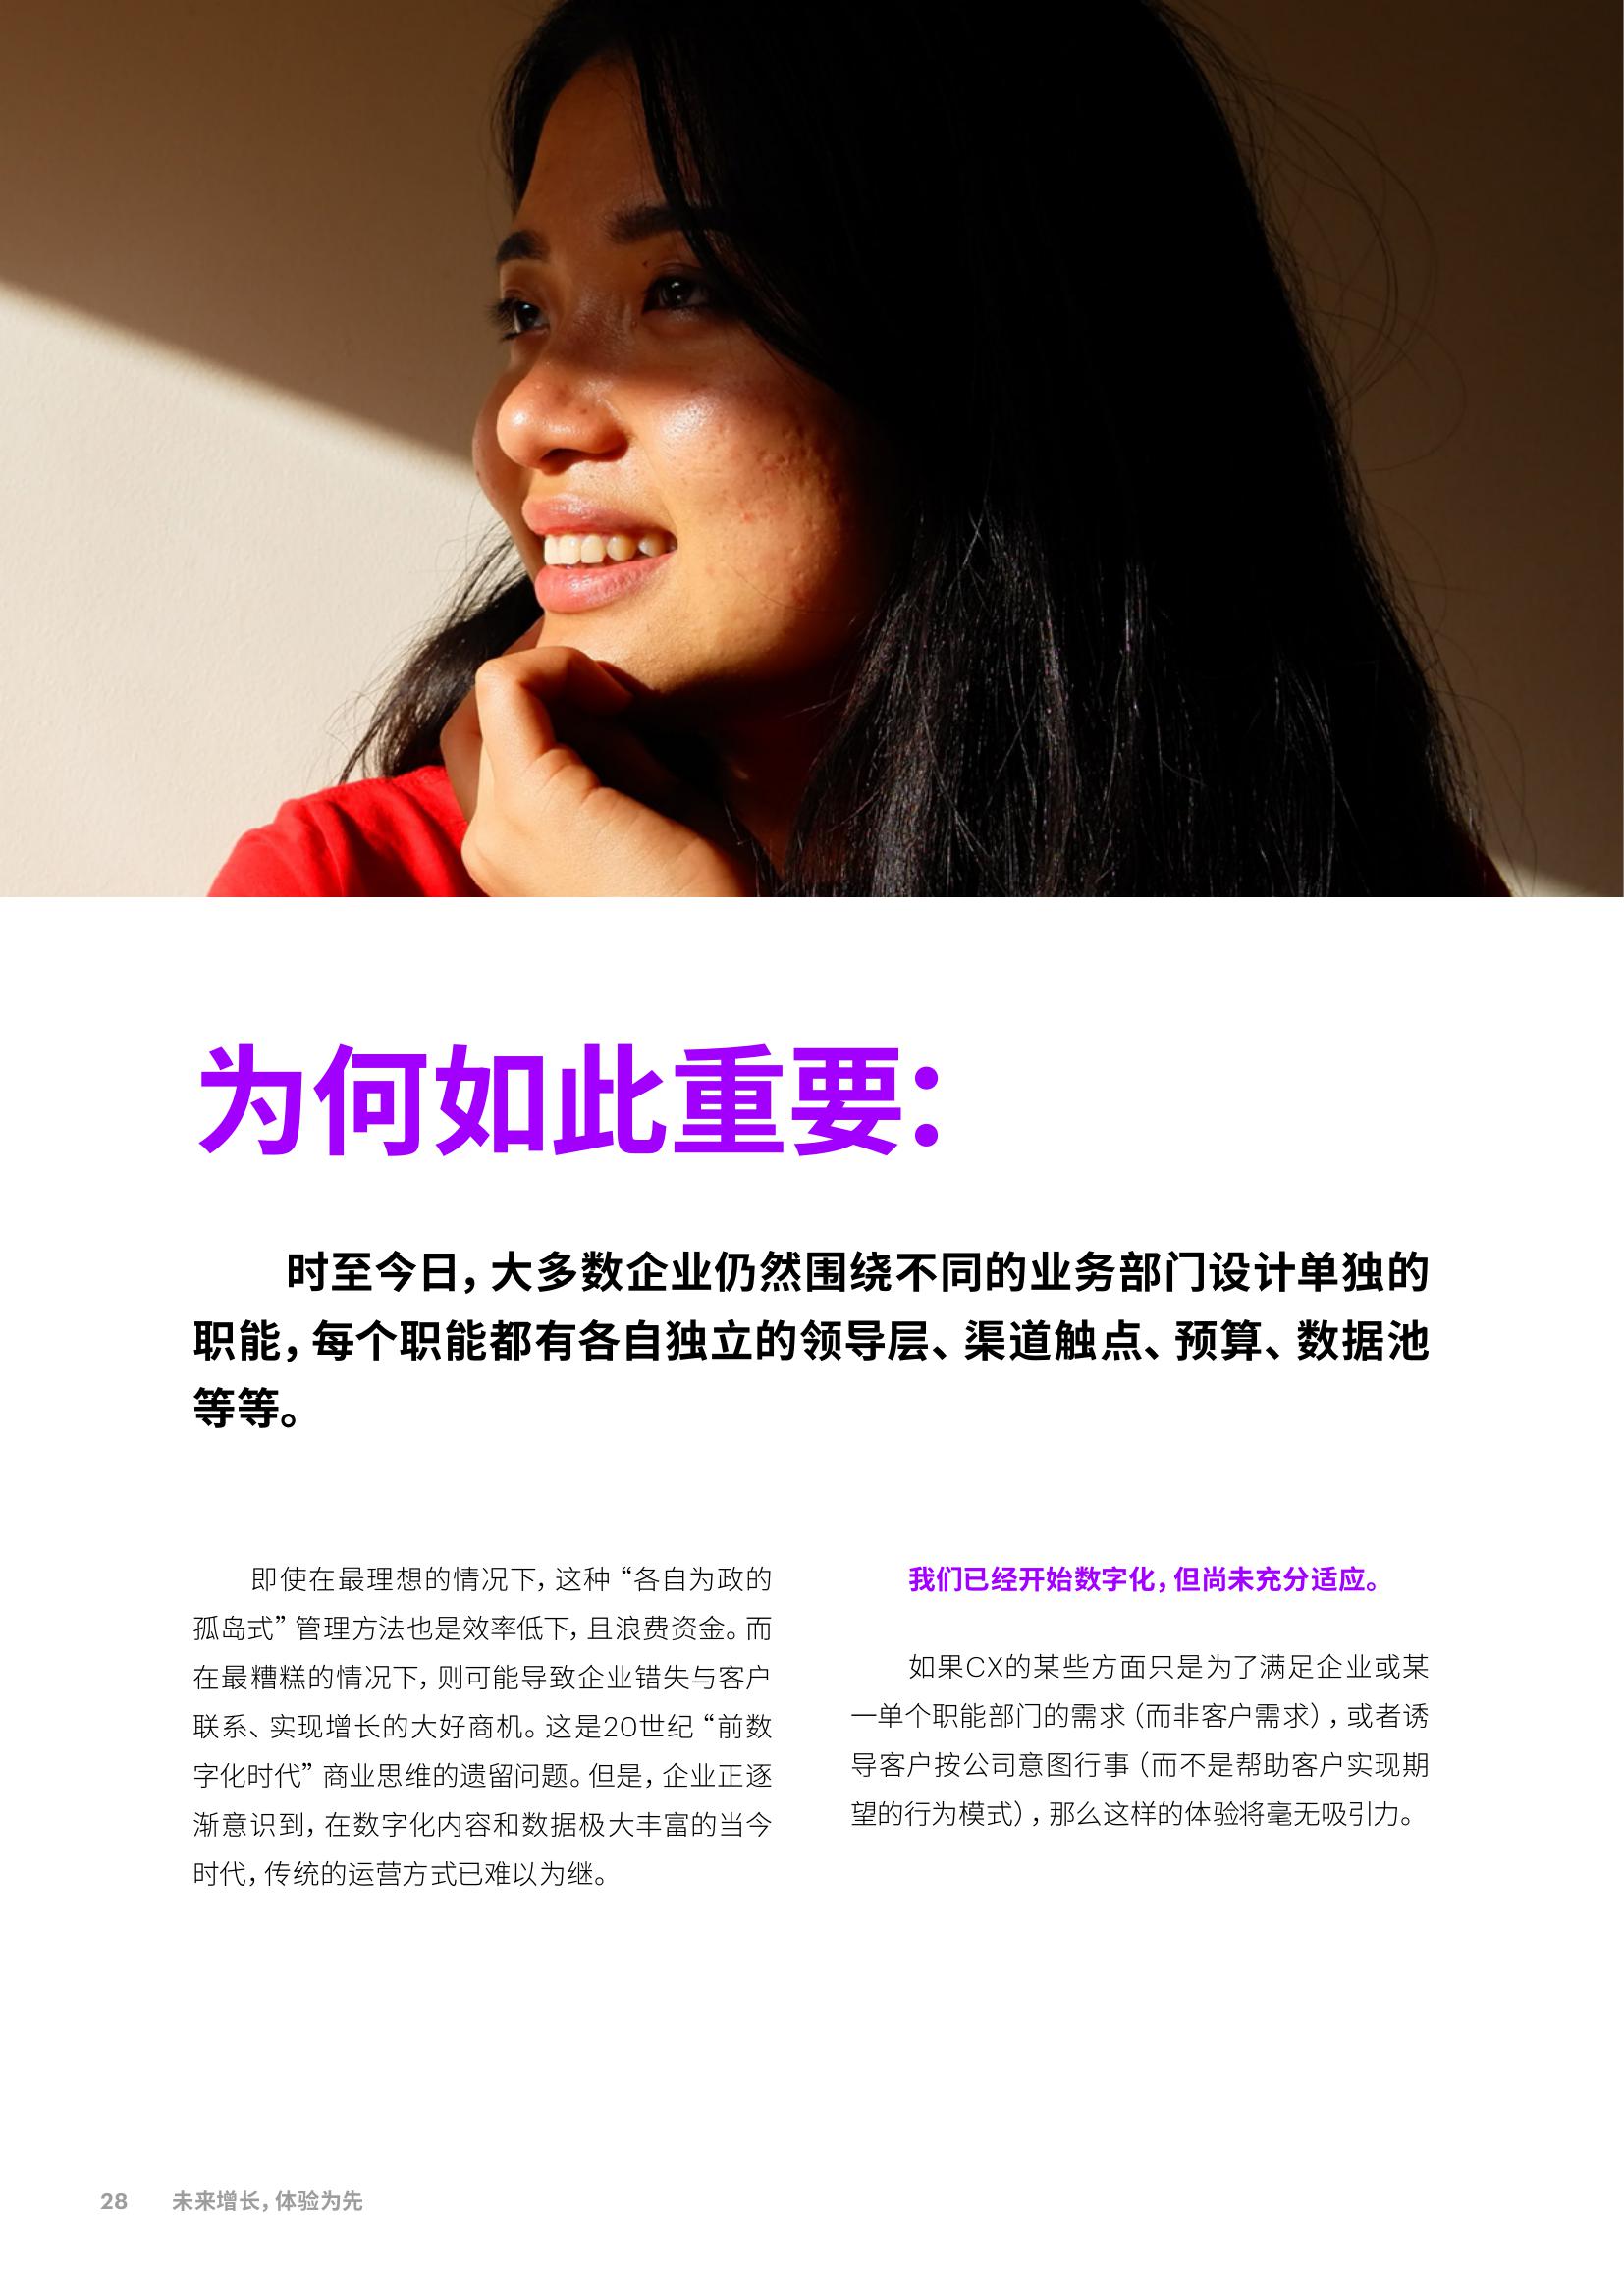 为何如此重要：
时至今日，大多数企业仍然围绕不同的业务部门设计单独的
职能，每个职能都有各自独立的领导层、渠道触点、预算、数据池
等等。
即使在最理想的情况下，这种“各自为政的
孤岛式”管理方法也是效率低下，且浪费资金。而
在最糟糕的情况下，则可能导致企业错失与客户
联系、实现增长的大好商机。这是20世纪“前数
字化时代”商业思维的遗留问题。但是，企业正逐
渐意识到，在数字化内容和数据极大丰富的当今
时代，传统的运营方式已难以为继。
我们已经开始数字化，但尚未充分适应。
如果CX的某些方面只是为了满足企业或某
一单个职能部门的需求（而非客户需求），或者诱
导客户按公司意图行事（而不是帮助客户实现期
望的行为模式），那么这样的体验将毫无吸引力。
28 未来增长，体验为先